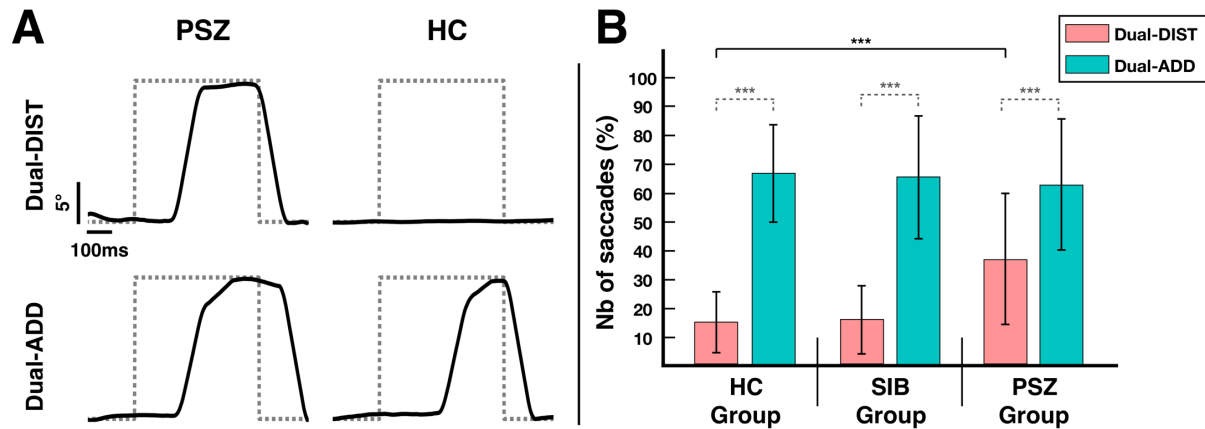 A
PSZ
HC
Dual-DIST
5°
100ms
Dual-ADD
B
Dual-DIST
Dual-ADD
***
Nb of saccades (%)
100
90
80
70
60
50
40
30
20
10
***
***
***
HC
Group
SIB
Group
PSZ
Group